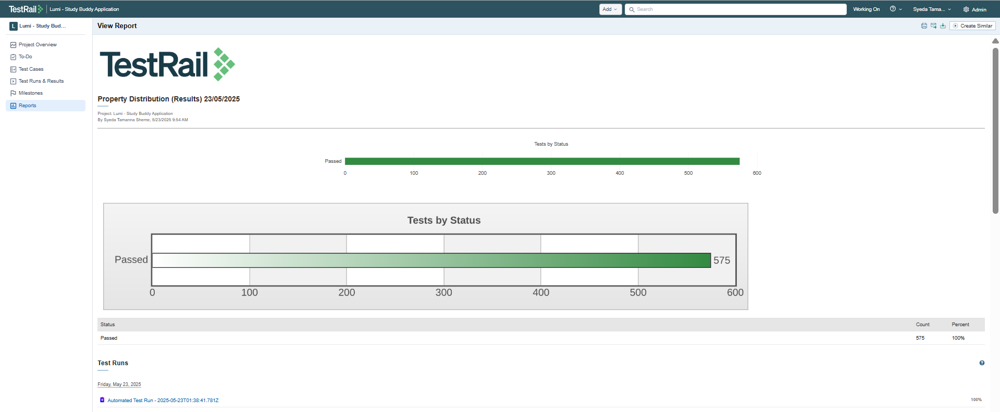 TestRail Lumi - Study Buddy Application Add Search Working On Syeda Tama... Admin
L Lumi - Study Bud...
View Report
Create Similar
Project Overview
To-Do
Test Cases
Test Runs & Results
Milestones
Reports
TestRail
Property Distribution (Results) 23/05/2025
Project: Lumi - Study Buddy Application
By Syeda Tamanna Sheme, 5/23/2025 9:54 AM
Tests by Status
Passed
0 100 200 300 400 500 600
Tests by Status
Passed 575
0 100 200 300 400 500 600
Status Count Percent
Passed 575 100%
Test Runs
Friday, May 23, 2025
Automated Test Run - 2025-05-23T01:38:41.781Z 100%